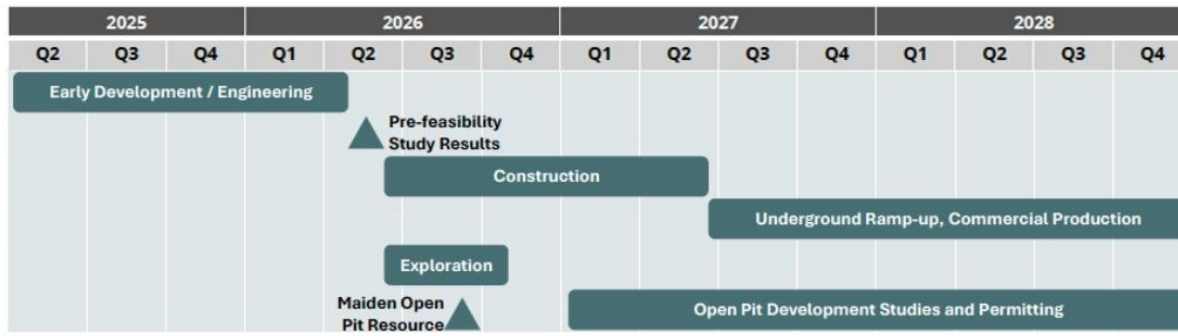 2025 2026 2027 2028
Q2 Q3 Q4 Q1 Q2 Q3 Q4 Q1 Q2 Q3 Q4 Q1 Q2 Q3 Q4
Early Development / Engineering
Pre-feasibility
Study Results
Construction
Underground Ramp-up, Commercial Production
Exploration
Maiden Open
Pit Resource
Open Pit Development Studies and Permitting